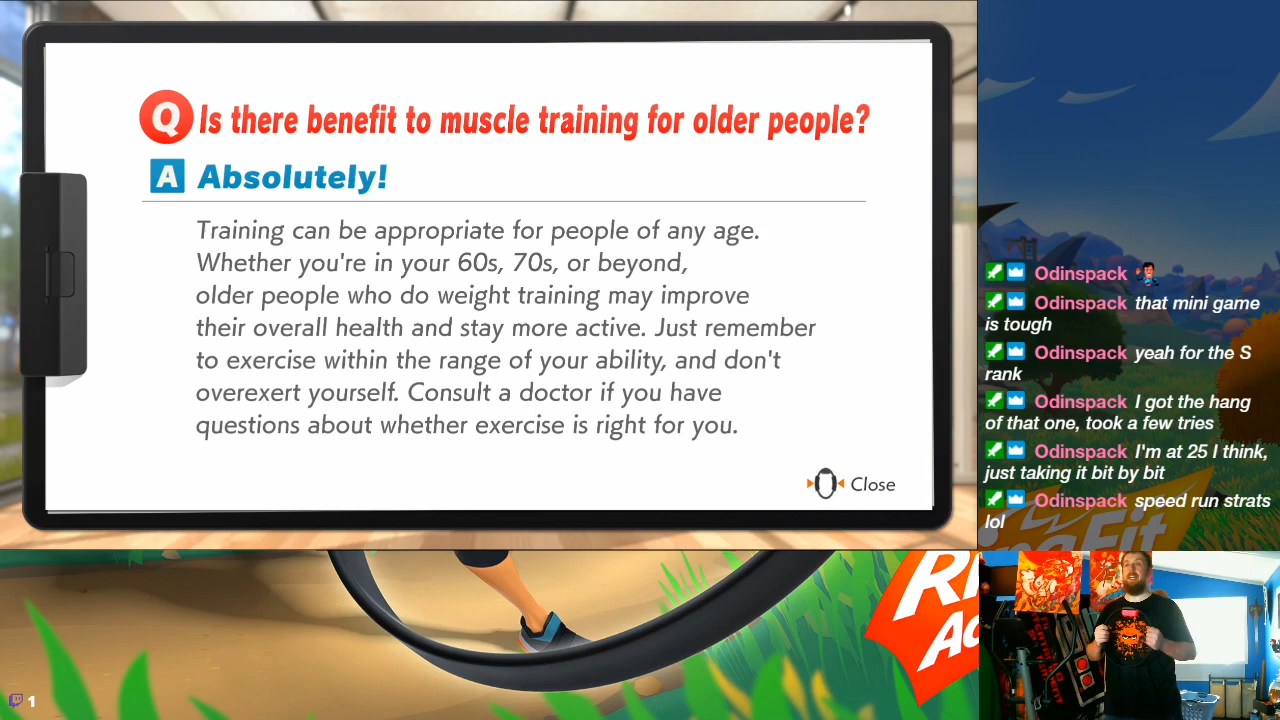 Q Is there benefit to muscle training for older people?
A Absolutely!
Training can be appropriate for people of any age.
Whether you're in your 60s, 70s, or beyond,
older people who do weight training may improve
their overall health and stay more active. Just remember
to exercise within the range of your ability, and don't
overexert yourself. Consult a doctor if you have
questions about whether exercise is right for you.
Close
Odinspack
Odinspack that mini game
is tough
Odinspack yeah for the S
rank
Odinspack I got the hang
of that one, took a few tries
Odinspack I'm at 25 I think,
just taking it bit by bit
Odinspack speed run strats
lol
1